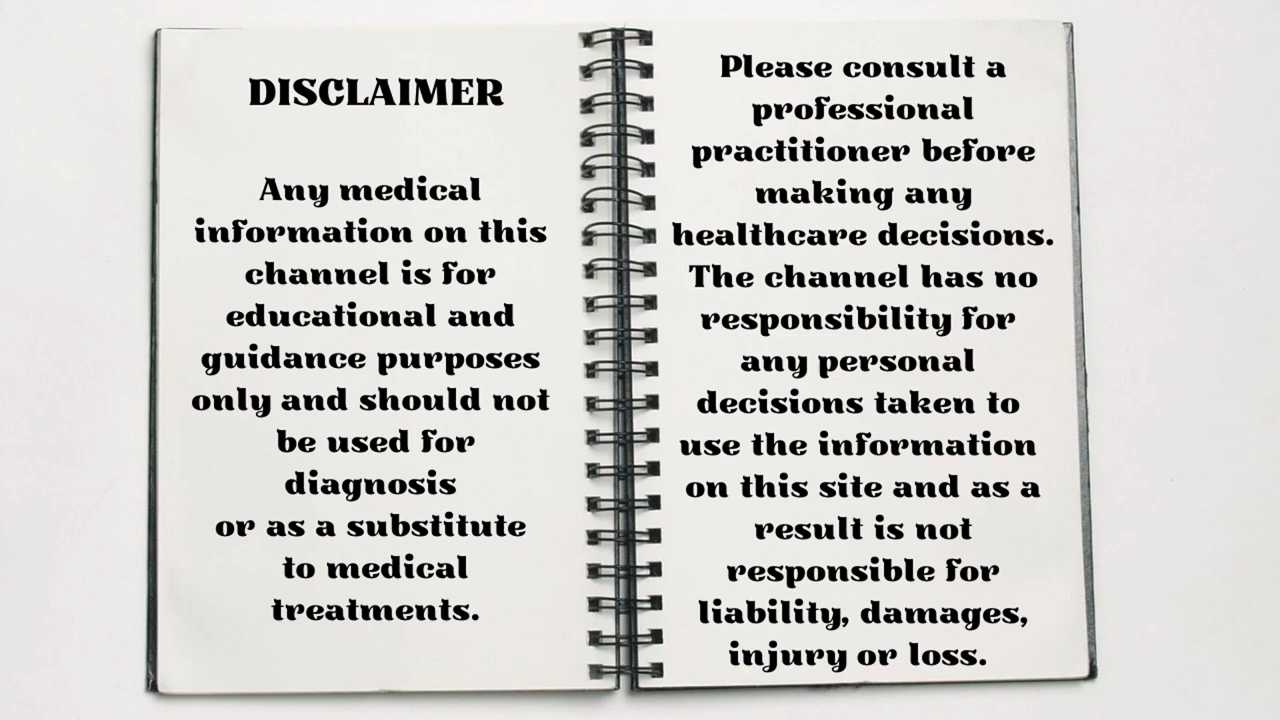 DISCLAIMER
Any medical
information on this
channel is for
educational and
guidance purposes
only and should not
be used for
diagnosis
or as a substitute
to medical
treatments.
Please consult a
professional
practitioner before
making any
healthcare decisions.
The channel has no
responsibility for
any personal
decisions taken to
use the information
on this site and as a
result is not
responsible for
liability, damages,
injury or loss.